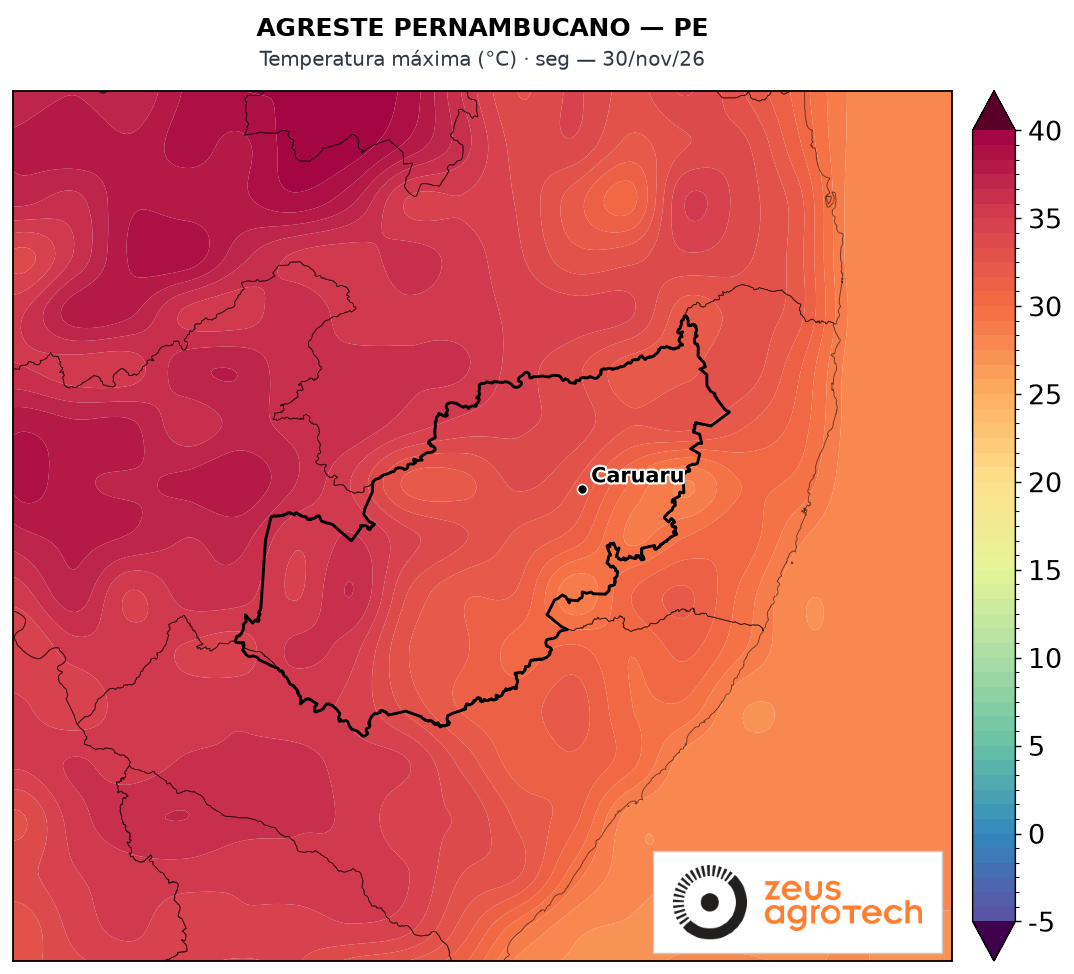 AGRESTE PERNAMBUCANO — PE
Temperatura máxima (°C) · seg — 30/nov/26
Caruaru
40
35
30
25
20
15
10
5
0
-5
zeus
agrotech